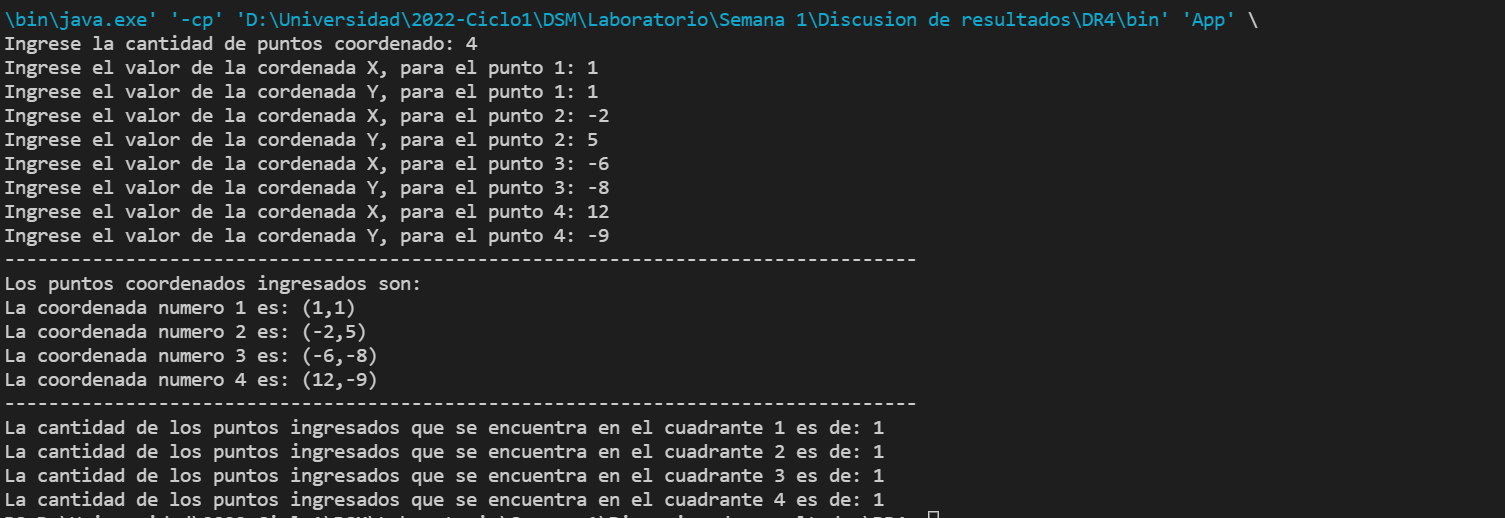 \bin\java.exe' '-cp' 'D:\Universidad\2022-Ciclo1\DSM\Laboratorio\Semana 1\Discusion de resultados\DR4\bin' 'App' \
Ingrese la cantidad de puntos coordenado: 4
Ingrese el valor de la cordenada X, para el punto 1: 1
Ingrese el valor de la cordenada Y, para el punto 1: 1
Ingrese el valor de la cordenada X, para el punto 2: -2
Ingrese el valor de la cordenada Y, para el punto 2: 5
Ingrese el valor de la cordenada X, para el punto 3: -6
Ingrese el valor de la cordenada Y, para el punto 3: -8
Ingrese el valor de la cordenada X, para el punto 4: 12
Ingrese el valor de la cordenada Y, para el punto 4: -9
-----------------------------------------------------------------------------------
Los puntos coordenados ingresados son:
La coordenada numero 1 es: (1,1)
La coordenada numero 2 es: (-2,5)
La coordenada numero 3 es: (-6,-8)
La coordenada numero 4 es: (12,-9)
-----------------------------------------------------------------------------------
La cantidad de los puntos ingresados que se encuentra en el cuadrante 1 es de: 1
La cantidad de los puntos ingresados que se encuentra en el cuadrante 2 es de: 1
La cantidad de los puntos ingresados que se encuentra en el cuadrante 3 es de: 1
La cantidad de los puntos ingresados que se encuentra en el cuadrante 4 es de: 1